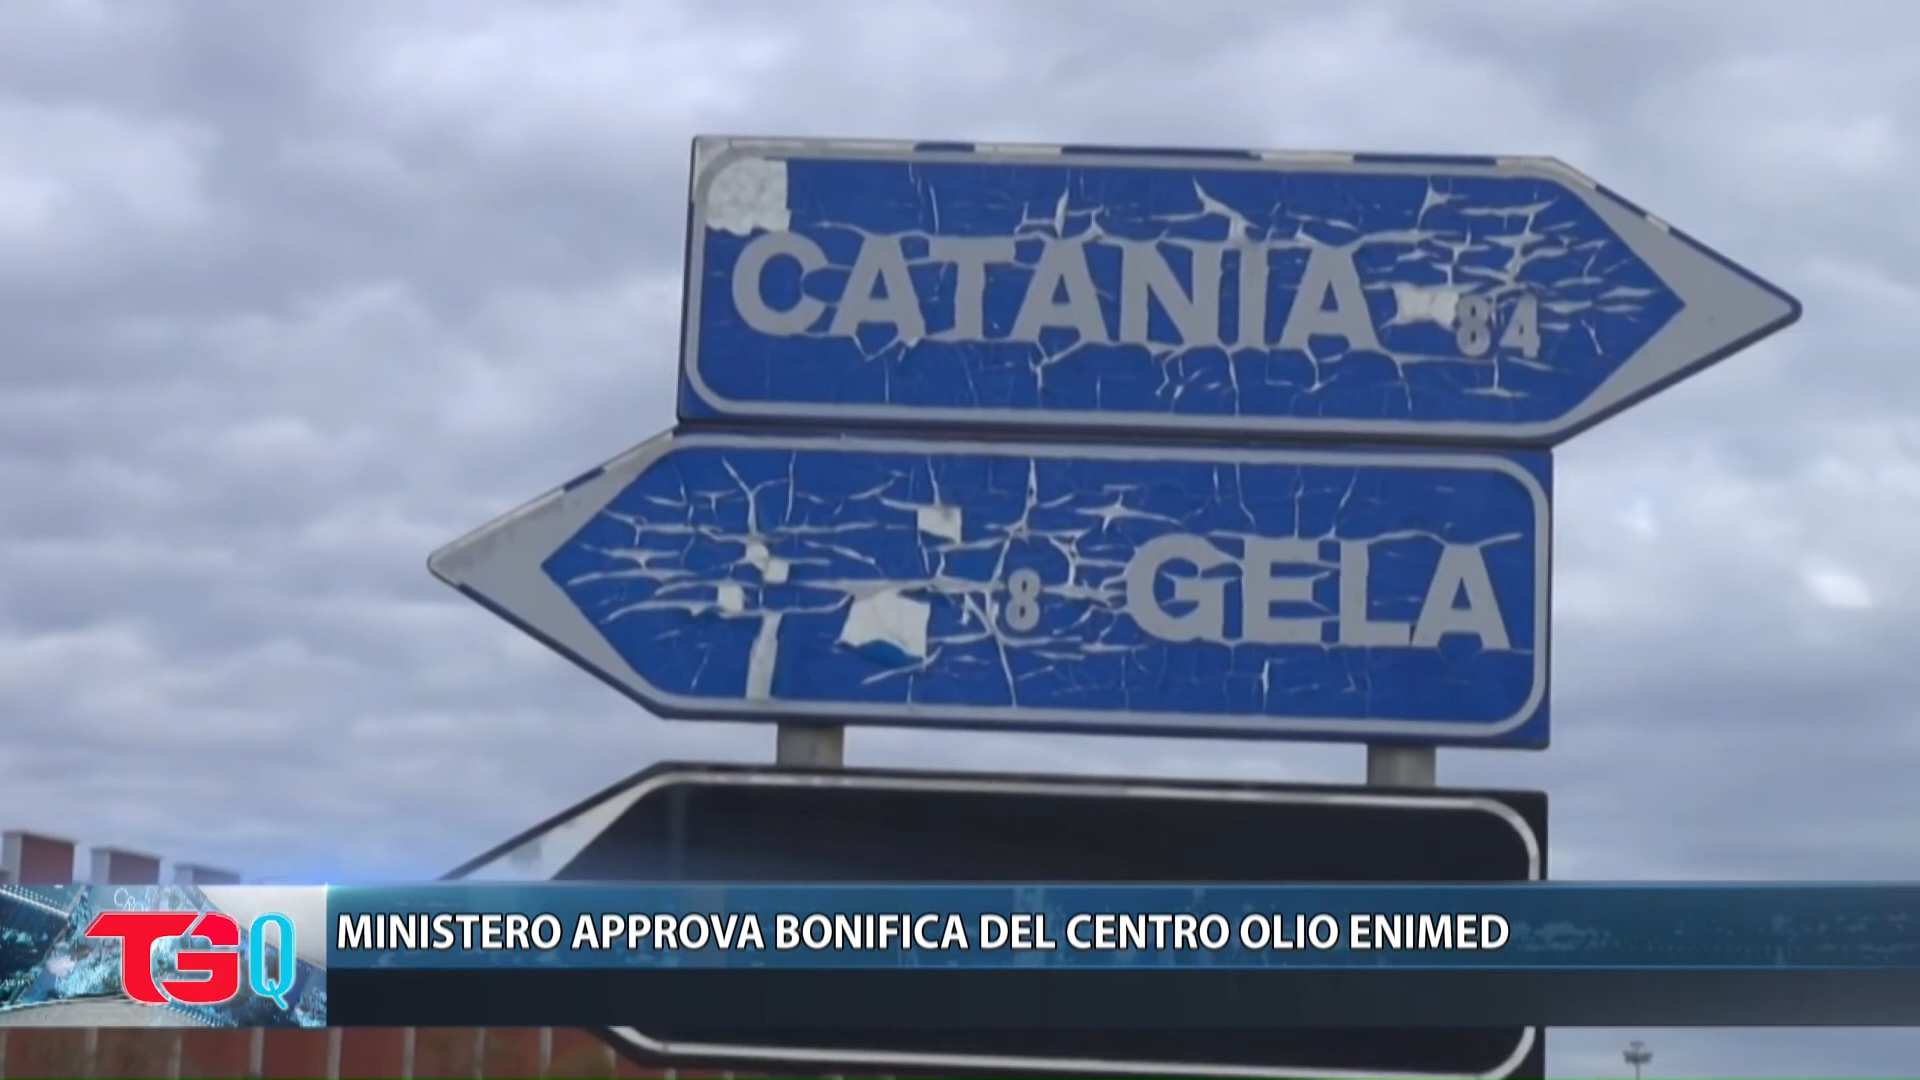 CATANIA 84
8 GELA
TGQ MINISTERO APPROVA BONIFICA DEL CENTRO OLIO ENIMED